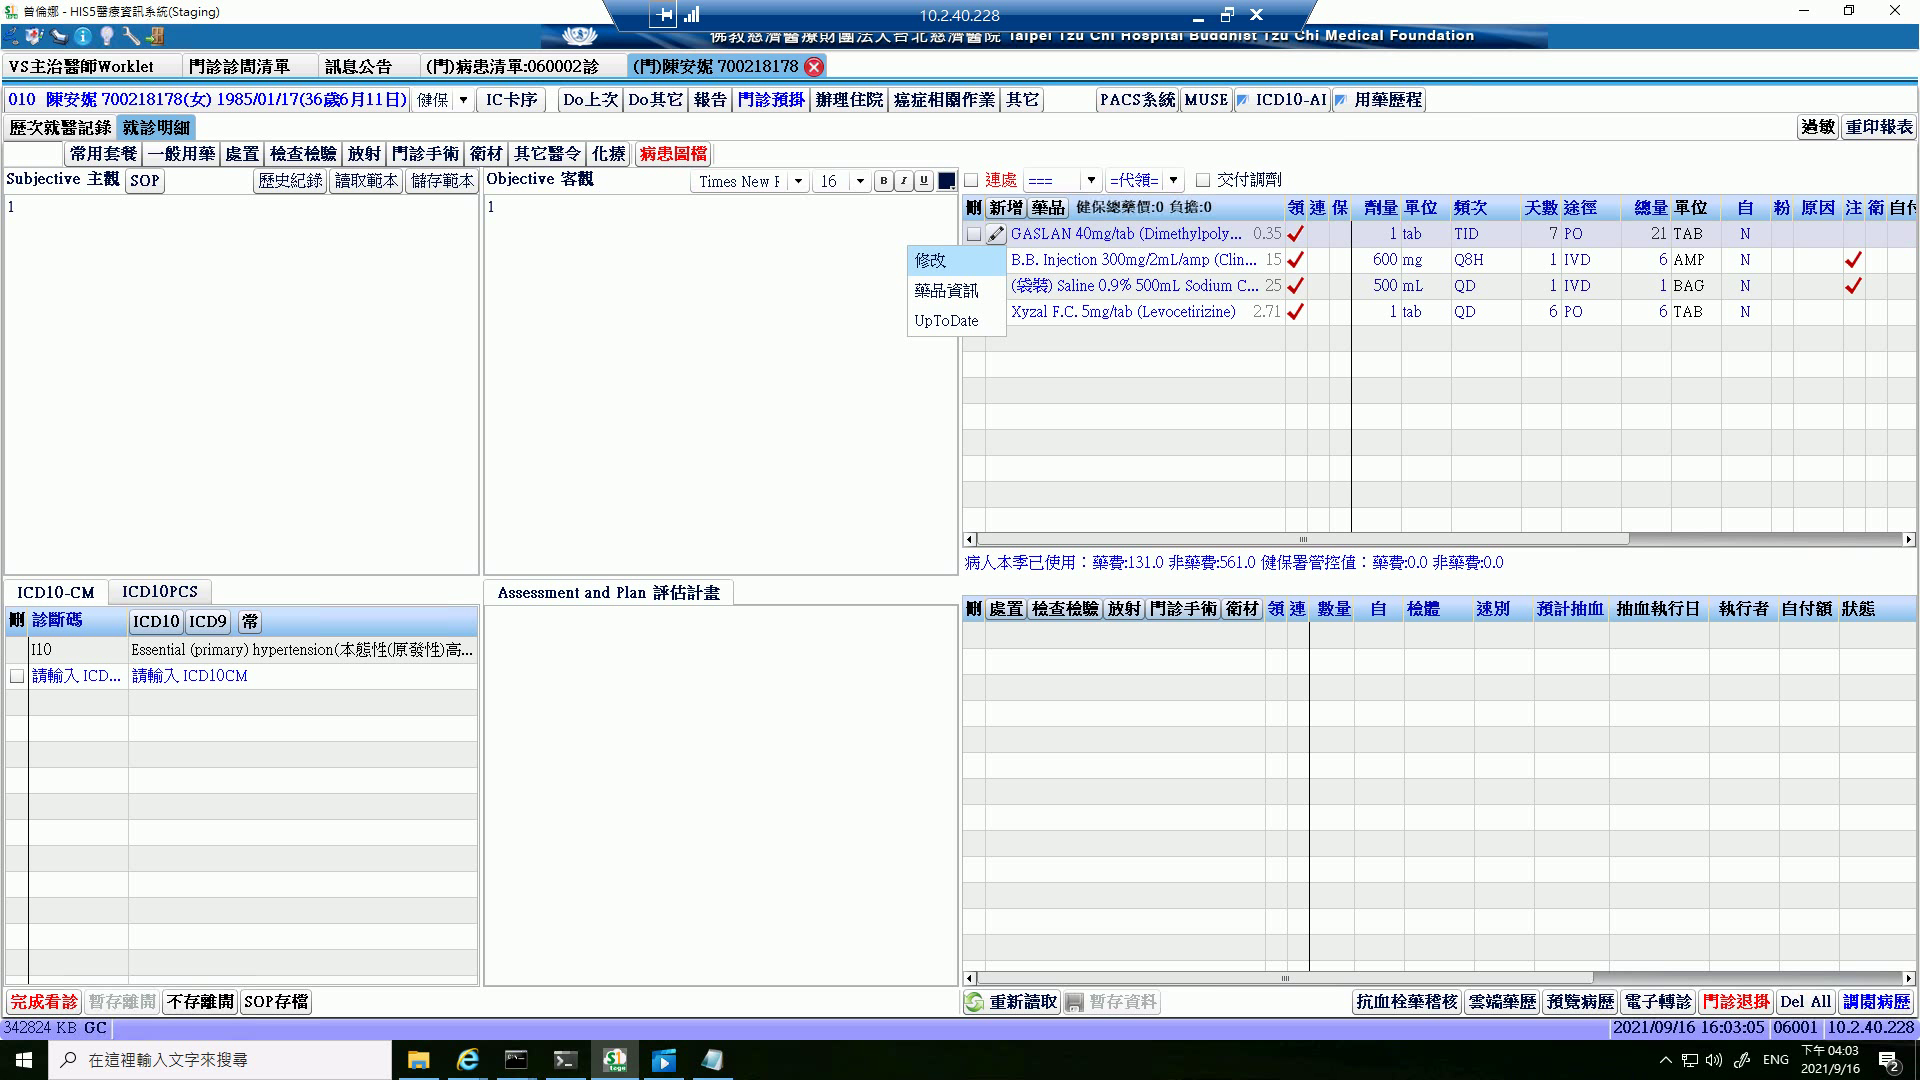 曾倫娜 - HIS5醫療資訊系統(Staging)
10.2.40.228
佛教慈濟醫療財團法人台北慈濟醫院 Taipei Tzu Chi Hospital Buddhist Tzu Chi Medical Foundation
VS主治醫師Worklet 門診診間清單 訊息公告 (門)病患清單:060002診 (門)陳安妮 700218178
010 陳安妮 700218178(女) 1985/01/17(36歲6月11日) 健保 IC卡序 Do上次 Do其它 報告 門診預掛 辦理住院 癌症相關作業 其它 PACS系統 MUSE ICD10-AI 用藥歷程
歷次就醫記錄 就診明細 過敏 重印報表
常用套餐 一般用藥 處置 檢查檢驗 放射 門診手術 衛材 其它醫令 化療 病患圖檔
Subjective 主觀 SOP 歷史紀錄 讀取範本 儲存範本 Objective 客觀 Times New F 16 B I U 連處 === =代領= 交付調劑
1
1
刪 新增 藥品 健保總藥價:0 負擔:0 領 連 保 劑量 單位 頻次 天數 途徑 總量 單位 自 粉 原因 注 衛 自付
GASLAN 40mg/tab (Dimethylpoly... 0.35 1 tab TID 7 PO 21 TAB N
修改
B.B. Injection 300mg/2mL/amp (Clin... 15 600 mg Q8H 1 IVD 6 AMP N
藥品資訊
(袋裝) Saline 0.9% 500mL Sodium C... 25 500 mL QD 1 IVD 1 BAG N
UpToDate
Xyzal F.C. 5mg/tab (Levocetirizine) 2.71 1 tab QD 6 PO 6 TAB N
病人本季已使用：藥費:131.0 非藥費:561.0 健保署管控值：藥費:0.0 非藥費:0.0
ICD10-CM ICD10PCS
刪 診斷碼 ICD10 ICD9 常
I10 Essential (primary) hypertension(本態性(原發性)高...
請輸入 ICD... 請輸入 ICD10CM
Assessment and Plan 評估計畫
刪 處置 檢查檢驗 放射 門診手術 衛材 領 連 數量 自 檢體 速別 預計抽血 抽血執行日 執行者 自付額 狀態
完成看診 暫存離開 不存離開 SOP存檔 重新讀取 暫存資料 抗血栓藥稽核 雲端藥歷 預覽病歷 電子轉診 門診退掛 Del All 調閱病歷
342824 KB GC 2021/09/16 16:03:05 06001 10.2.40.228
在這裡輸入文字來搜尋 ENG 下午 04:03
2021/9/16
2